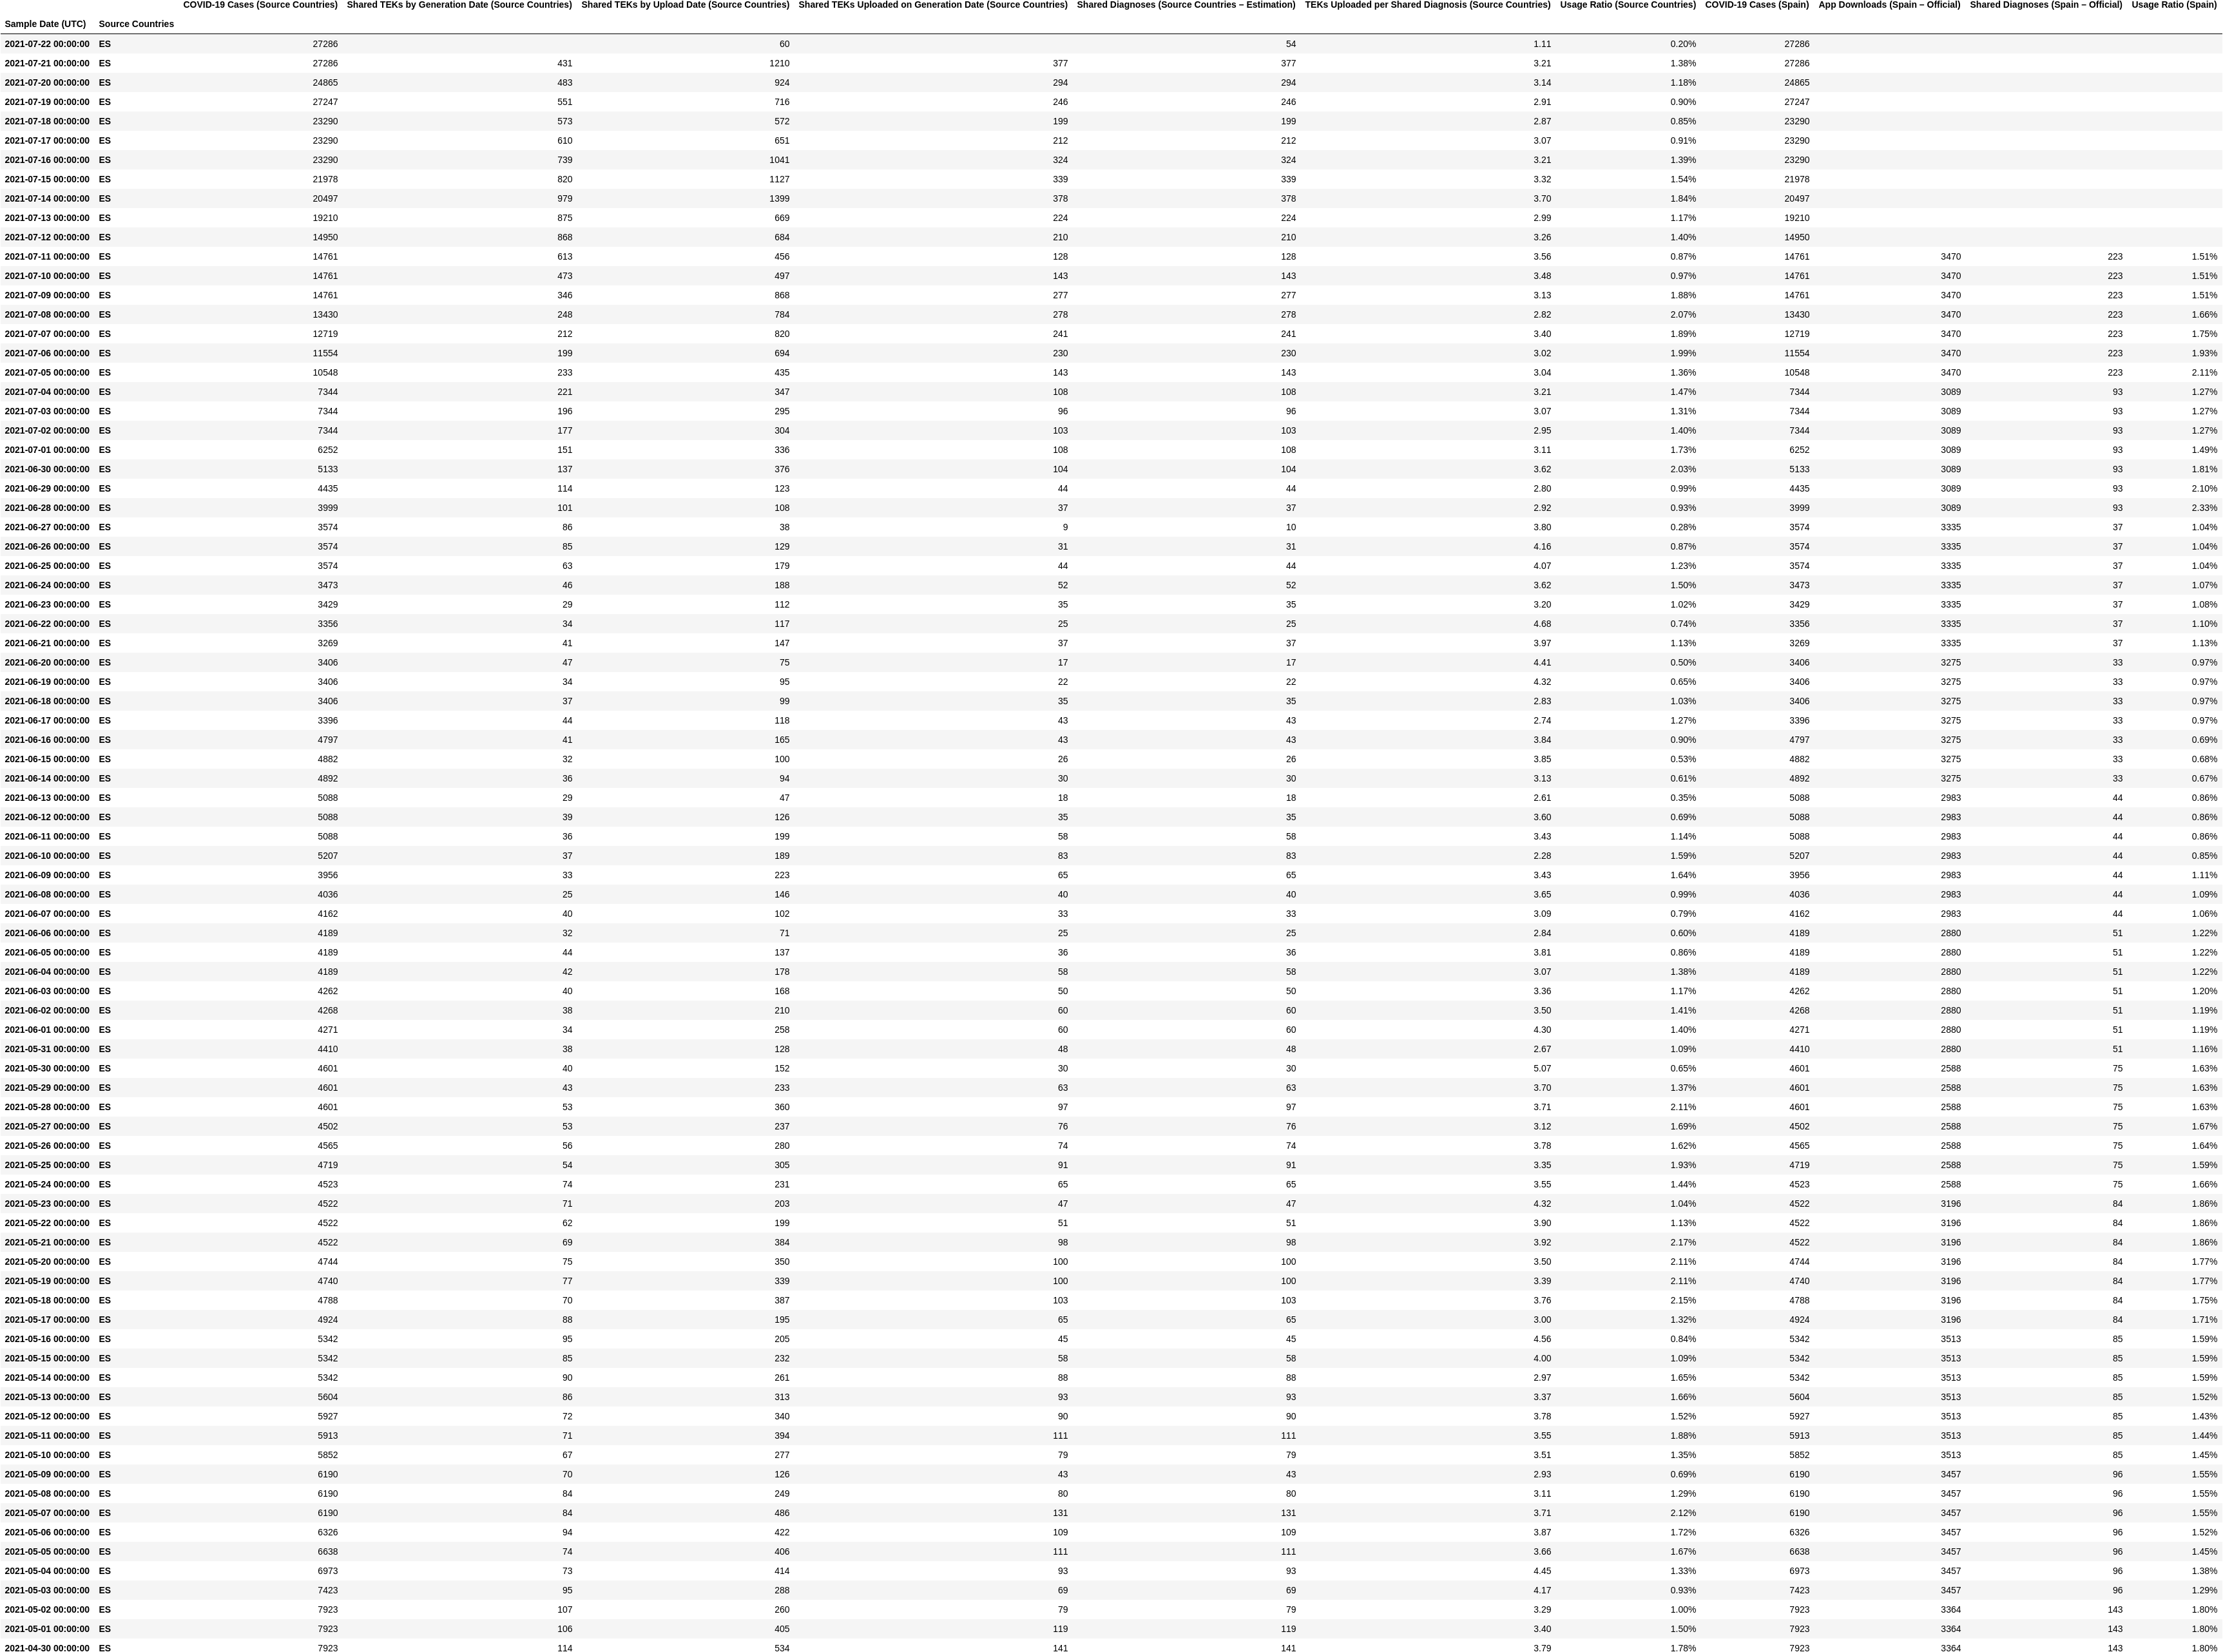 COVID-19 Cases (Source Countries) Shared TEKs by Generation Date (Source Countries) Shared TEKs by Upload Date (Source Countries) Shared TEKs Uploaded on Generation Date (Source Countries) Shared Diagnoses (Source Countries – Estimation) TEKs Uploaded per Shared Diagnosis (Source Countries) Usage Ratio (Source Countries) COVID-19 Cases (Spain) App Downloads (Spain – Official) Shared Diagnoses (Spain – Official) Usage Ratio (Spain)
Sample Date (UTC) Source Countries
2021-07-22 00:00:00 ES 27286 60 54 1.11 0.20% 27286
2021-07-21 00:00:00 ES 27286 431 1210 377 377 3.21 1.38% 27286
2021-07-20 00:00:00 ES 24865 483 924 294 294 3.14 1.18% 24865
2021-07-19 00:00:00 ES 27247 551 716 246 246 2.91 0.90% 27247
2021-07-18 00:00:00 ES 23290 573 572 199 199 2.87 0.85% 23290
2021-07-17 00:00:00 ES 23290 610 651 212 212 3.07 0.91% 23290
2021-07-16 00:00:00 ES 23290 739 1041 324 324 3.21 1.39% 23290
2021-07-15 00:00:00 ES 21978 820 1127 339 339 3.32 1.54% 21978
2021-07-14 00:00:00 ES 20497 979 1399 378 378 3.70 1.84% 20497
2021-07-13 00:00:00 ES 19210 875 669 224 224 2.99 1.17% 19210
2021-07-12 00:00:00 ES 14950 868 684 210 210 3.26 1.40% 14950
2021-07-11 00:00:00 ES 14761 613 456 128 128 3.56 0.87% 14761 3470 223 1.51%
2021-07-10 00:00:00 ES 14761 473 497 143 143 3.48 0.97% 14761 3470 223 1.51%
2021-07-09 00:00:00 ES 14761 346 868 277 277 3.13 1.88% 14761 3470 223 1.51%
2021-07-08 00:00:00 ES 13430 248 784 278 278 2.82 2.07% 13430 3470 223 1.66%
2021-07-07 00:00:00 ES 12719 212 820 241 241 3.40 1.89% 12719 3470 223 1.75%
2021-07-06 00:00:00 ES 11554 199 694 230 230 3.02 1.99% 11554 3470 223 1.93%
2021-07-05 00:00:00 ES 10548 233 435 143 143 3.04 1.36% 10548 3470 223 2.11%
2021-07-04 00:00:00 ES 7344 221 347 108 108 3.21 1.47% 7344 3089 93 1.27%
2021-07-03 00:00:00 ES 7344 196 295 96 96 3.07 1.31% 7344 3089 93 1.27%
2021-07-02 00:00:00 ES 7344 177 304 103 103 2.95 1.40% 7344 3089 93 1.27%
2021-07-01 00:00:00 ES 6252 151 336 108 108 3.11 1.73% 6252 3089 93 1.49%
2021-06-30 00:00:00 ES 5133 137 376 104 104 3.62 2.03% 5133 3089 93 1.81%
2021-06-29 00:00:00 ES 4435 114 123 44 44 2.80 0.99% 4435 3089 93 2.10%
2021-06-28 00:00:00 ES 3999 101 108 37 37 2.92 0.93% 3999 3089 93 2.33%
2021-06-27 00:00:00 ES 3574 86 38 9 10 3.80 0.28% 3574 3335 37 1.04%
2021-06-26 00:00:00 ES 3574 85 129 31 31 4.16 0.87% 3574 3335 37 1.04%
2021-06-25 00:00:00 ES 3574 63 179 44 44 4.07 1.23% 3574 3335 37 1.04%
2021-06-24 00:00:00 ES 3473 46 188 52 52 3.62 1.50% 3473 3335 37 1.07%
2021-06-23 00:00:00 ES 3429 29 112 35 35 3.20 1.02% 3429 3335 37 1.08%
2021-06-22 00:00:00 ES 3356 34 117 25 25 4.68 0.74% 3356 3335 37 1.10%
2021-06-21 00:00:00 ES 3269 41 147 37 37 3.97 1.13% 3269 3335 37 1.13%
2021-06-20 00:00:00 ES 3406 47 75 17 17 4.41 0.50% 3406 3275 33 0.97%
2021-06-19 00:00:00 ES 3406 34 95 22 22 4.32 0.65% 3406 3275 33 0.97%
2021-06-18 00:00:00 ES 3406 37 99 35 35 2.83 1.03% 3406 3275 33 0.97%
2021-06-17 00:00:00 ES 3396 44 118 43 43 2.74 1.27% 3396 3275 33 0.97%
2021-06-16 00:00:00 ES 4797 41 165 43 43 3.84 0.90% 4797 3275 33 0.69%
2021-06-15 00:00:00 ES 4882 32 100 26 26 3.85 0.53% 4882 3275 33 0.68%
2021-06-14 00:00:00 ES 4892 36 94 30 30 3.13 0.61% 4892 3275 33 0.67%
2021-06-13 00:00:00 ES 5088 29 47 18 18 2.61 0.35% 5088 2983 44 0.86%
2021-06-12 00:00:00 ES 5088 39 126 35 35 3.60 0.69% 5088 2983 44 0.86%
2021-06-11 00:00:00 ES 5088 36 199 58 58 3.43 1.14% 5088 2983 44 0.86%
2021-06-10 00:00:00 ES 5207 37 189 83 83 2.28 1.59% 5207 2983 44 0.85%
2021-06-09 00:00:00 ES 3956 33 223 65 65 3.43 1.64% 3956 2983 44 1.11%
2021-06-08 00:00:00 ES 4036 25 146 40 40 3.65 0.99% 4036 2983 44 1.09%
2021-06-07 00:00:00 ES 4162 40 102 33 33 3.09 0.79% 4162 2983 44 1.06%
2021-06-06 00:00:00 ES 4189 32 71 25 25 2.84 0.60% 4189 2880 51 1.22%
2021-06-05 00:00:00 ES 4189 44 137 36 36 3.81 0.86% 4189 2880 51 1.22%
2021-06-04 00:00:00 ES 4189 42 178 58 58 3.07 1.38% 4189 2880 51 1.22%
2021-06-03 00:00:00 ES 4262 40 168 50 50 3.36 1.17% 4262 2880 51 1.20%
2021-06-02 00:00:00 ES 4268 38 210 60 60 3.50 1.41% 4268 2880 51 1.19%
2021-06-01 00:00:00 ES 4271 34 258 60 60 4.30 1.40% 4271 2880 51 1.19%
2021-05-31 00:00:00 ES 4410 38 128 48 48 2.67 1.09% 4410 2880 51 1.16%
2021-05-30 00:00:00 ES 4601 40 152 30 30 5.07 0.65% 4601 2588 75 1.63%
2021-05-29 00:00:00 ES 4601 43 233 63 63 3.70 1.37% 4601 2588 75 1.63%
2021-05-28 00:00:00 ES 4601 53 360 97 97 3.71 2.11% 4601 2588 75 1.63%
2021-05-27 00:00:00 ES 4502 53 237 76 76 3.12 1.69% 4502 2588 75 1.67%
2021-05-26 00:00:00 ES 4565 56 280 74 74 3.78 1.62% 4565 2588 75 1.64%
2021-05-25 00:00:00 ES 4719 54 305 91 91 3.35 1.93% 4719 2588 75 1.59%
2021-05-24 00:00:00 ES 4523 74 231 65 65 3.55 1.44% 4523 2588 75 1.66%
2021-05-23 00:00:00 ES 4522 71 203 47 47 4.32 1.04% 4522 3196 84 1.86%
2021-05-22 00:00:00 ES 4522 62 199 51 51 3.90 1.13% 4522 3196 84 1.86%
2021-05-21 00:00:00 ES 4522 69 384 98 98 3.92 2.17% 4522 3196 84 1.86%
2021-05-20 00:00:00 ES 4744 75 350 100 100 3.50 2.11% 4744 3196 84 1.77%
2021-05-19 00:00:00 ES 4740 77 339 100 100 3.39 2.11% 4740 3196 84 1.77%
2021-05-18 00:00:00 ES 4788 70 387 103 103 3.76 2.15% 4788 3196 84 1.75%
2021-05-17 00:00:00 ES 4924 88 195 65 65 3.00 1.32% 4924 3196 84 1.71%
2021-05-16 00:00:00 ES 5342 95 205 45 45 4.56 0.84% 5342 3513 85 1.59%
2021-05-15 00:00:00 ES 5342 85 232 58 58 4.00 1.09% 5342 3513 85 1.59%
2021-05-14 00:00:00 ES 5342 90 261 88 88 2.97 1.65% 5342 3513 85 1.59%
2021-05-13 00:00:00 ES 5604 86 313 93 93 3.37 1.66% 5604 3513 85 1.52%
2021-05-12 00:00:00 ES 5927 72 340 90 90 3.78 1.52% 5927 3513 85 1.43%
2021-05-11 00:00:00 ES 5913 71 394 111 111 3.55 1.88% 5913 3513 85 1.44%
2021-05-10 00:00:00 ES 5852 67 277 79 79 3.51 1.35% 5852 3513 85 1.45%
2021-05-09 00:00:00 ES 6190 70 126 43 43 2.93 0.69% 6190 3457 96 1.55%
2021-05-08 00:00:00 ES 6190 84 249 80 80 3.11 1.29% 6190 3457 96 1.55%
2021-05-07 00:00:00 ES 6190 84 486 131 131 3.71 2.12% 6190 3457 96 1.55%
2021-05-06 00:00:00 ES 6326 94 422 109 109 3.87 1.72% 6326 3457 96 1.52%
2021-05-05 00:00:00 ES 6638 74 406 111 111 3.66 1.67% 6638 3457 96 1.45%
2021-05-04 00:00:00 ES 6973 73 414 93 93 4.45 1.33% 6973 3457 96 1.38%
2021-05-03 00:00:00 ES 7423 95 288 69 69 4.17 0.93% 7423 3457 96 1.29%
2021-05-02 00:00:00 ES 7923 107 260 79 79 3.29 1.00% 7923 3364 143 1.80%
2021-05-01 00:00:00 ES 7923 106 405 119 119 3.40 1.50% 7923 3364 143 1.80%
2021-04-30 00:00:00 ES 7923 114 534 141 141 3.79 1.78% 7923 3364 143 1.80%